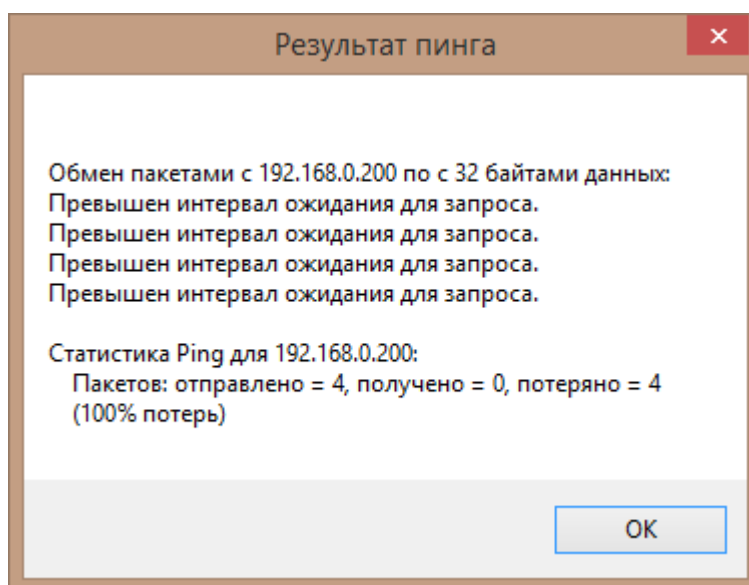 Результат пинга
Обмен пакетами с 192.168.0.200 по с 32 байтами данных:
Превышен интервал ожидания для запроса.
Превышен интервал ожидания для запроса.
Превышен интервал ожидания для запроса.
Превышен интервал ожидания для запроса.
Статистика Ping для 192.168.0.200:
Пакетов: отправлено = 4, получено = 0, потеряно = 4
(100% потерь)
OK